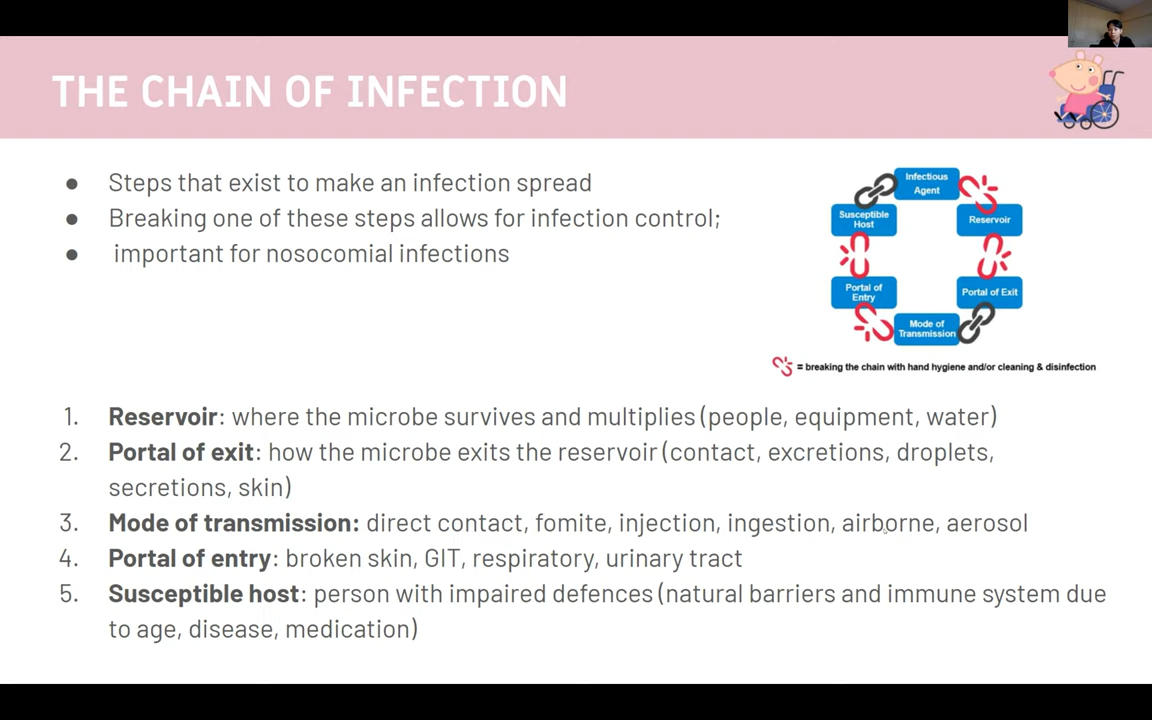 THE CHAIN OF INFECTION
● Steps that exist to make an infection spread
● Breaking one of these steps allows for infection control;
● important for nosocomial infections
Infectious
Agent
Susceptible
Host
Reservoir
Portal of
Entry
Portal of Exit
Mode of
Transmission
= breaking the chain with hand hygiene and/or cleaning & disinfection
1. Reservoir: where the microbe survives and multiplies (people, equipment, water)
2. Portal of exit: how the microbe exits the reservoir (contact, excretions, droplets,
secretions, skin)
3. Mode of transmission: direct contact, fomite, injection, ingestion, airborne, aerosol
4. Portal of entry: broken skin, GIT, respiratory, urinary tract
5. Susceptible host: person with impaired defences (natural barriers and immune system due
to age, disease, medication)